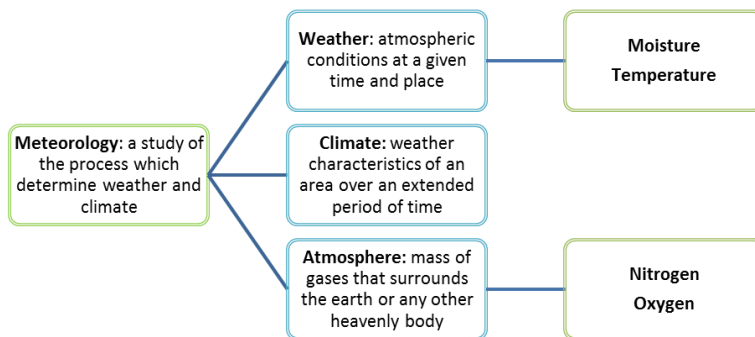 Meteorology: a study of
the process which
determine weather and
climate
Weather: atmospheric
conditions at a given
time and place
Moisture
Temperature
Climate: weather
characteristics of an
area over an extended
period of time
Atmosphere: mass of
gases that surrounds
the earth or any other
heavenly body
Nitrogen
Oxygen